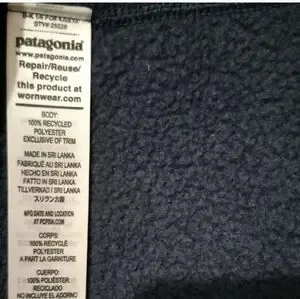 STY# 25528
patagonia®
www.patagonia.com
Repair/Reuse/
Recycle
this product at
wornwear.com
BODY:
100% RECYCLED
POLYESTER
EXCLUSIVE OF TRIM
MADE IN SRI LANKA
FABRIQUÉ AU SRI LANKA
HECHO EN SRI LANKA
FATTO IN SRI LANKA
TILLVERKAD I SRI LANKA
スリランカ製
MFG DATE AND LOCATION
CORPS:
100% RECYCLÉ
POLYESTER
A PART LA GARNITURE
CUERPO:
100% POLIÉSTER
RECICLADO
NO INCLUYE EL ADORNO